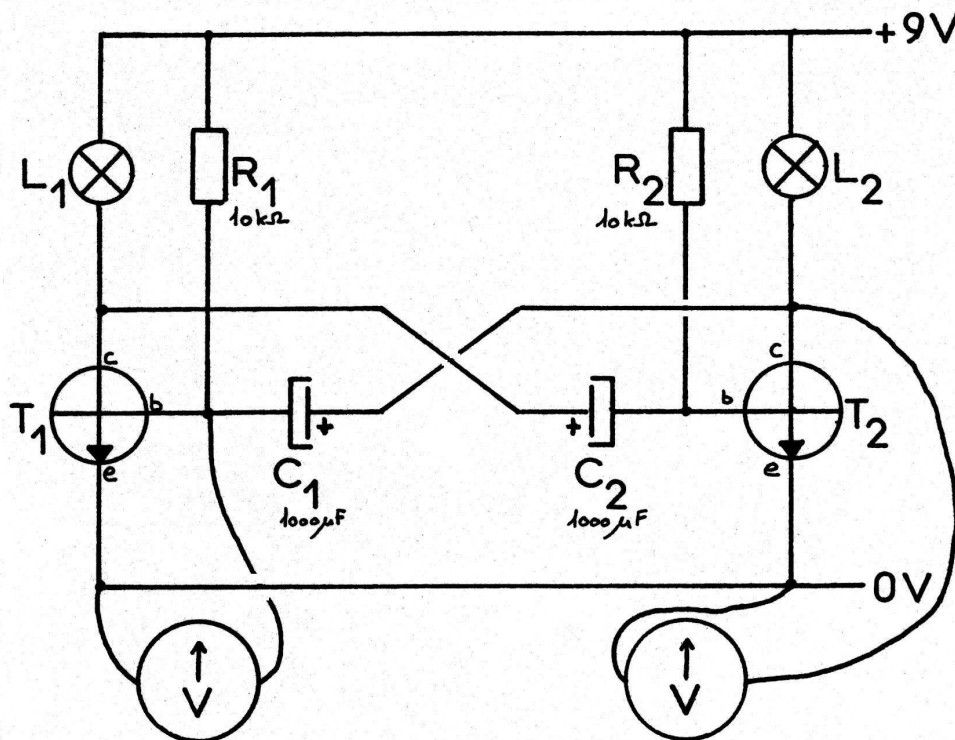 +9V
L1
R1
10kΩ
R2
10kΩ
L2
c
c
T1
b
b
T2
+
+
e
e
C1
1000µF
C2
1000µF
0V
V
V